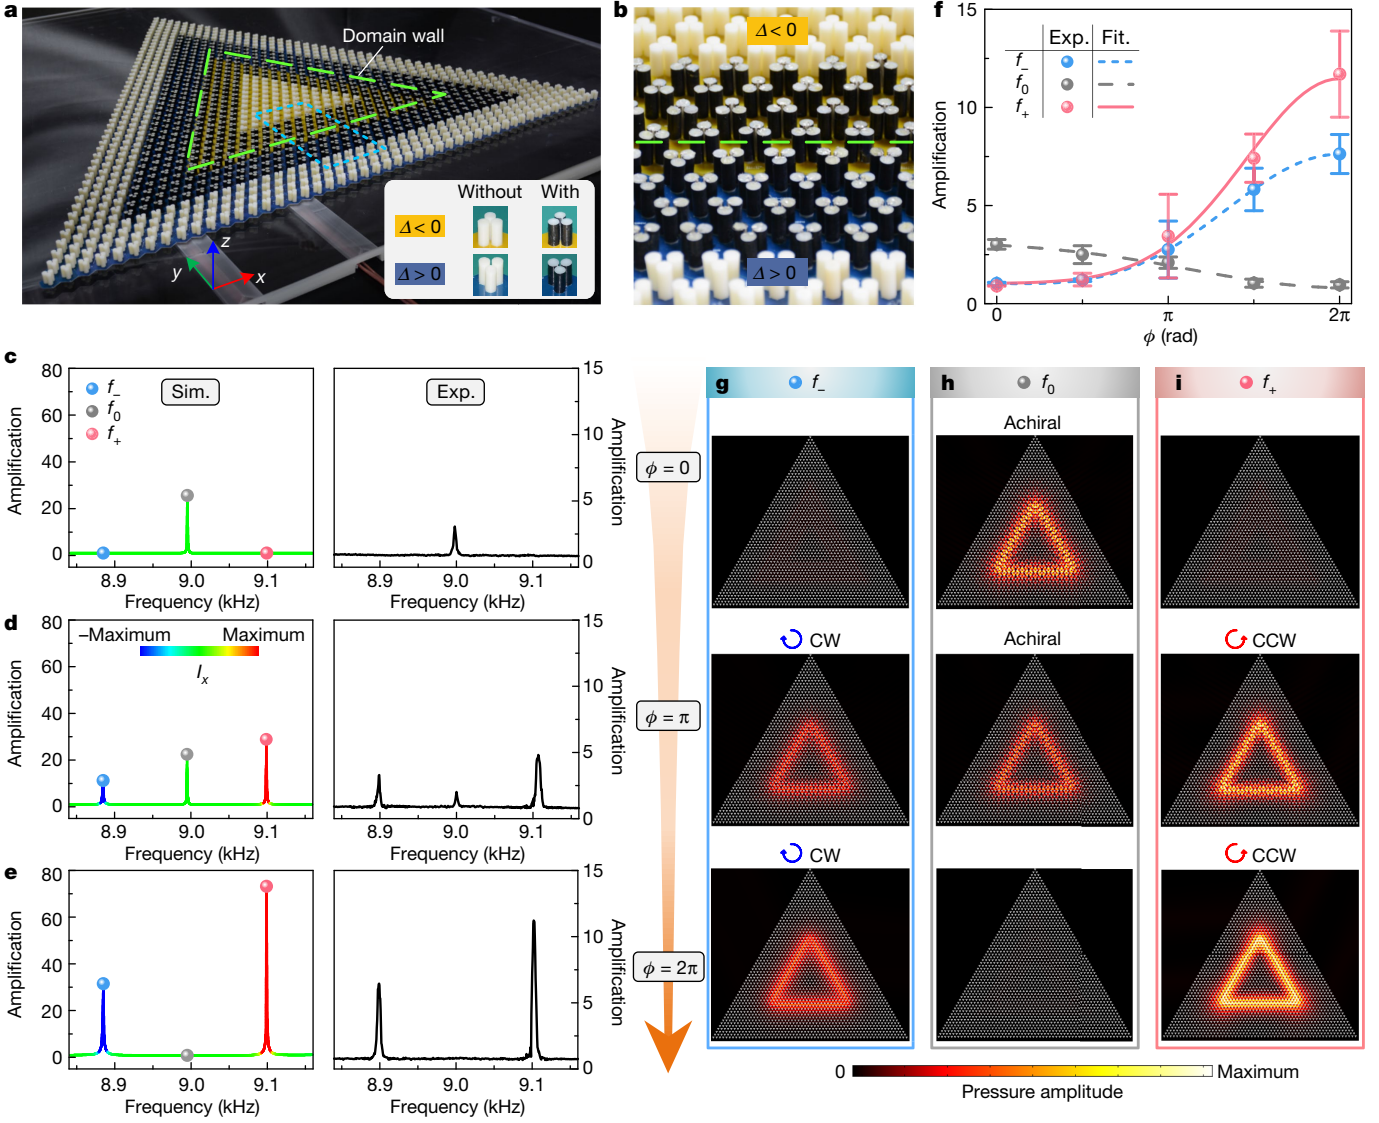 a
Domain wall
Without
With
Δ < 0
Δ > 0
z
y
x
b
Δ < 0
Δ > 0
f
15
10
5
0
Amplification
Exp.
Fit.
f–
f0
f+
0
π
2π
ϕ (rad)
c
80
60
40
20
0
Amplification
f–
f0
f+
Sim.
8.9
9.0
9.1
Frequency (kHz)
Exp.
15
10
5
0
Amplification
8.9
9.0
9.1
Frequency (kHz)
d
80
60
40
20
0
Amplification
–Maximum
Maximum
Ix
8.9
9.0
9.1
Frequency (kHz)
15
10
5
0
Amplification
8.9
9.0
9.1
Frequency (kHz)
e
80
60
40
20
0
Amplification
8.9
9.0
9.1
Frequency (kHz)
15
10
5
0
Amplification
8.9
9.0
9.1
Frequency (kHz)
ϕ = 0
ϕ = π
ϕ = 2π
g
f–
h
f0
i
f+
Achiral
CW
Achiral
CCW
CW
CCW
0
Maximum
Pressure amplitude